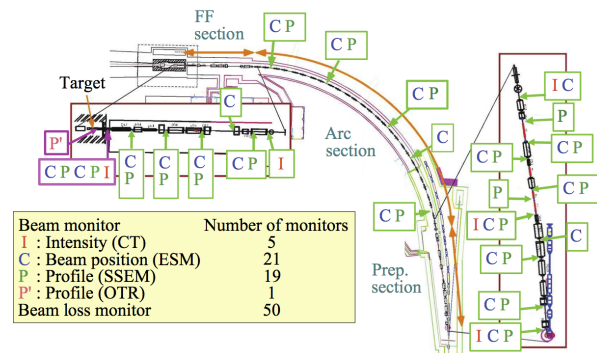 FF
section
C P
C P
C P
Target
C
Arc
section
C
P'
C P C P I
C
P
C
P
C
P
C P
I
C P
Prep.
section
I C
P
C P
C P
C P
P
I C P
C
C P
C P
I C P
Beam monitor Number of monitors
I : Intensity (CT) 5
C : Beam position (ESM) 21
P : Profile (SSEM) 19
P' : Profile (OTR) 1
Beam loss monitor 50